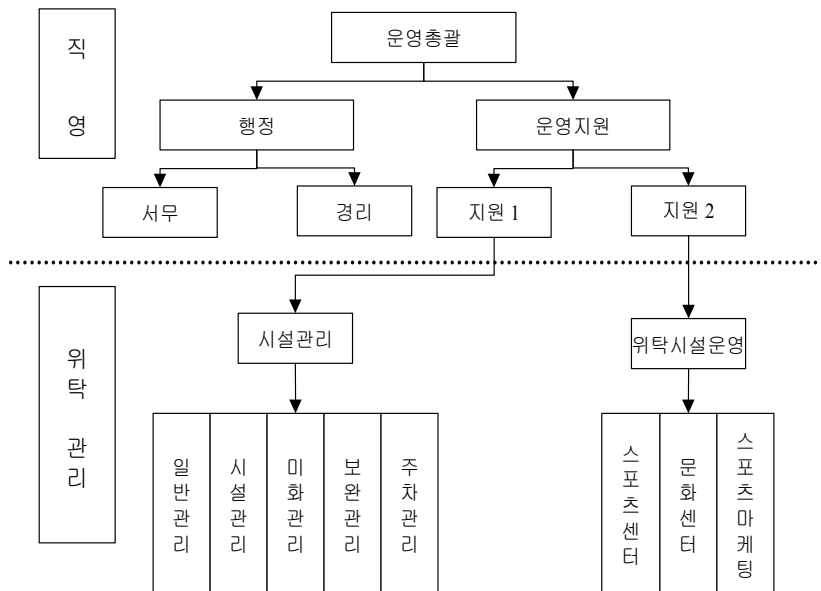 직영
운영총괄
행정
운영지원
서무
경리
지원 1
지원 2
위탁관리
시설관리
위탁시설운영
일반관리
시설관리
미화관리
보완관리
주차관리
스포츠센터
문화센터
스포츠마케팅